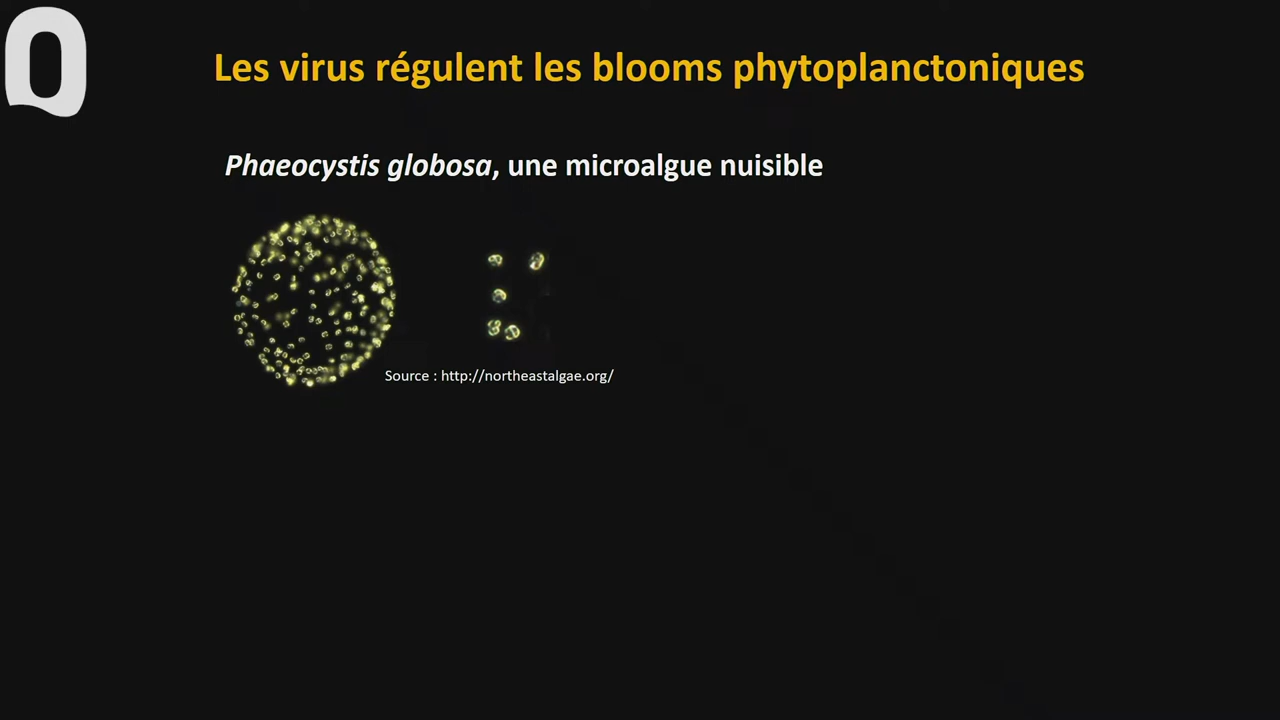 Q
Les virus régulent les blooms phytoplanctoniques
Phaeocystis globosa, une microalgue nuisible
Source : http://northeastalgae.org/